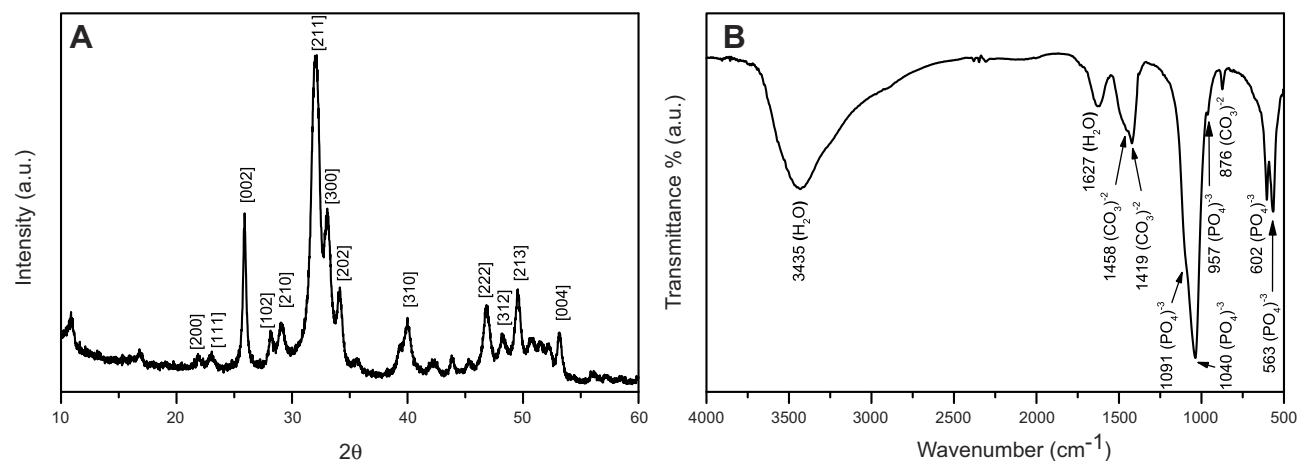 A
Intensity (a.u.)
[200]
[111]
[002]
[102]
[210]
[211]
[300]
[202]
[310]
[222]
[312]
[213]
[004]
10
20
30
40
50
60
2θ
B
Transmittance % (a.u.)
3435 (H₂O)
1627 (H₂O)
1458 (CO₃)⁻²
1419 (CO₃)⁻²
1091 (PO₄)⁻³
1040 (PO₄)⁻³
957 (PO₄)⁻³
876 (CO₃)⁻²
602 (PO₄)⁻³
563 (PO₄)⁻³
4000
3500
3000
2500
2000
1500
1000
500
Wavenumber (cm⁻¹)